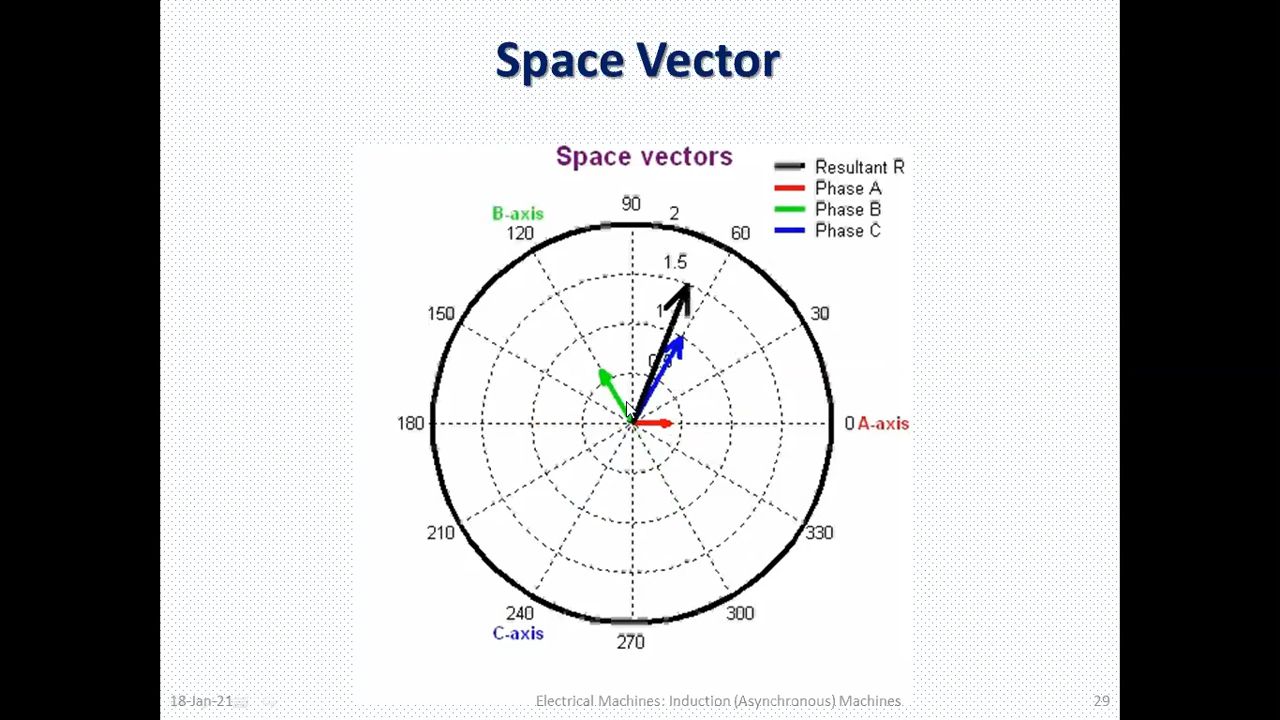 Space Vector
Space vectors
Resultant R
Phase A
Phase B
Phase C
B-axis
90
2
120
60
1.5
150
30
1
180
0 A-axis
210
330
240
300
C-axis
270
18-Jan-21
Electrical Machines: Induction (Asynchronous) Machines
29